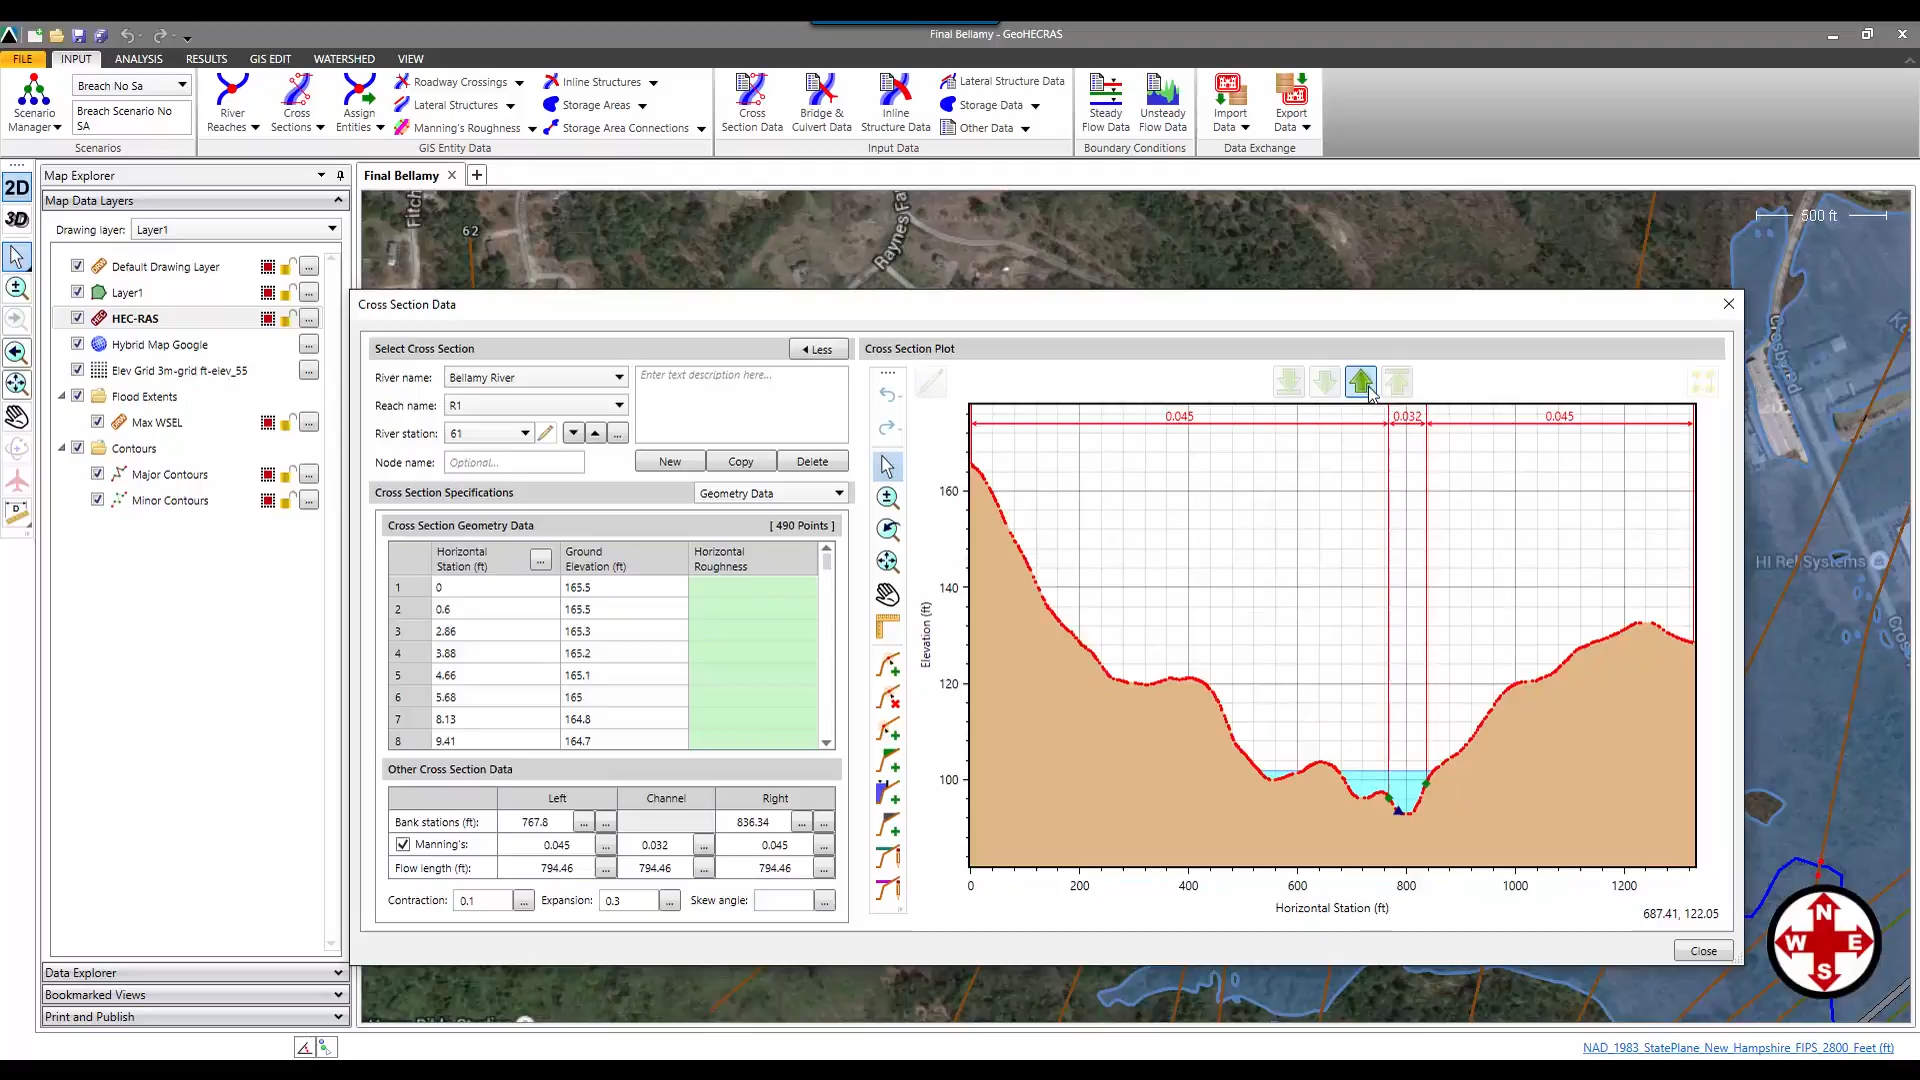 Final Bellamy - GeoHECRAS
FILE INPUT ANALYSIS RESULTS GIS EDIT WATERSHED VIEW
Scenario Manager
Breach No Sa
Breach Scenario No SA
Scenarios
River Reaches
Cross Sections
Assign Entities
Roadway Crossings
Lateral Structures
Manning's Roughness
Inline Structures
Storage Areas
Storage Area Connections
GIS Entity Data
Cross Section Data
Bridge & Culvert Data
Inline Structure Data
Lateral Structure Data
Storage Data
Other Data
Input Data
Steady Flow Data
Unsteady Flow Data
Boundary Conditions
Import Data
Export Data
Data Exchange
2D
3D
Map Explorer
Map Data Layers
Drawing layer: Layer1
Default Drawing Layer
Layer1
HEC-RAS
Hybrid Map Google
Elev Grid 3m-grid ft-elev_55
Flood Extents
Max WSEL
Contours
Major Contours
Minor Contours
Data Explorer
Bookmarked Views
Print and Publish
Final Bellamy
Fitch
62
Raynes Fa
500 ft
Crosby Rd
HI Rel Systems
Cross Section Data
Select Cross Section
Less
River name: Bellamy River
Enter text description here...
Reach name: R1
River station: 61
Node name: Optional...
New Copy Delete
Cross Section Specifications Geometry Data
Cross Section Geometry Data [ 490 Points ]
Horizontal Station (ft) ... Ground Elevation (ft) Horizontal Roughness
1 0 165.5
2 0.6 165.5
3 2.86 165.3
4 3.88 165.2
5 4.66 165.1
6 5.68 165
7 8.13 164.8
8 9.41 164.7
Other Cross Section Data
Left Channel Right
Bank stations (ft): 767.8 ... ... 836.34 ... ...
Manning's: 0.045 ... 0.032 ... 0.045 ...
Flow length (ft): 794.46 ... 794.46 ... 794.46 ...
Contraction: 0.1 ... Expansion: 0.3 ... Skew angle: ...
Cross Section Plot
0.045 0.032 0.045
160
140
120
100
Elevation (ft)
0 200 400 600 800 1000 1200
Horizontal Station (ft)
687.41, 122.05
Close
N
W E
S
NAD_1983_StatePlane_New_Hampshire_FIPS_2800_Feet (ft)